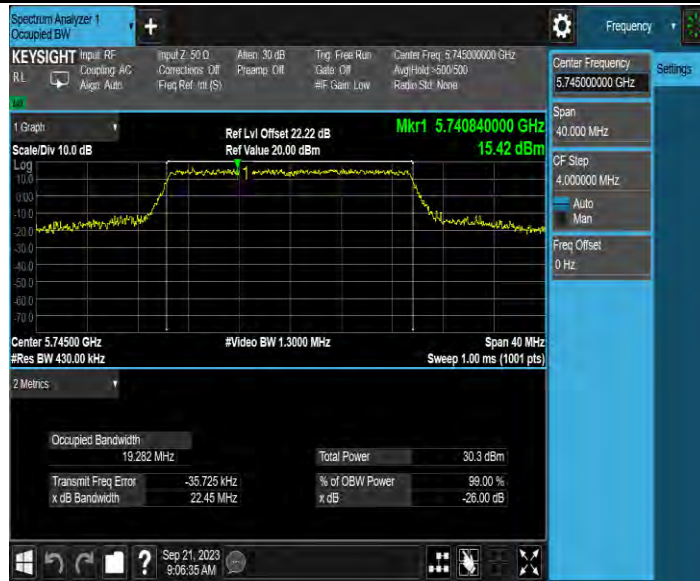 Spectrum Analyzer 1
Occupied BW
Frequency
KEYSIGHT
Input: RF
Coupling: AC
Align: Auto
RL
Input Z: 50 Ω
Corrections: Off
Freq Ref: Int (S)
Atten: 30 dB
Preamp: Off
Trig: Free Run
Gate: Off
#IF Gain: Low
Center Freq: 5.745000000 GHz
Avg|Hold:>500/500
Radio Std: None
Center Frequency
5.745000000 GHz
Settings
Span
40.000 MHz
CF Step
4.000000 MHz
Auto
Man
Freq Offset
0 Hz
1 Graph
Scale/Div 10.0 dB
Ref Lvl Offset 22.22 dB
Ref Value 20.00 dBm
Mkr1 5.740840000 GHz
15.42 dBm
Log
10.0
0.00
-10.0
-20.0
-30.0
-40.0
-50.0
-60.0
-70.0
1
Center 5.74500 GHz
#Video BW 1.3000 MHz
Span 40 MHz
#Res BW 430.00 kHz
Sweep 1.00 ms (1001 pts)
2 Metrics
Occupied Bandwidth
19.282 MHz
Total Power 30.3 dBm
Transmit Freq Error -35.725 kHz
% of OBW Power 99.00 %
x dB Bandwidth 22.45 MHz
x dB -26.00 dB
?
Sep 21, 2023
9:06:35 AM